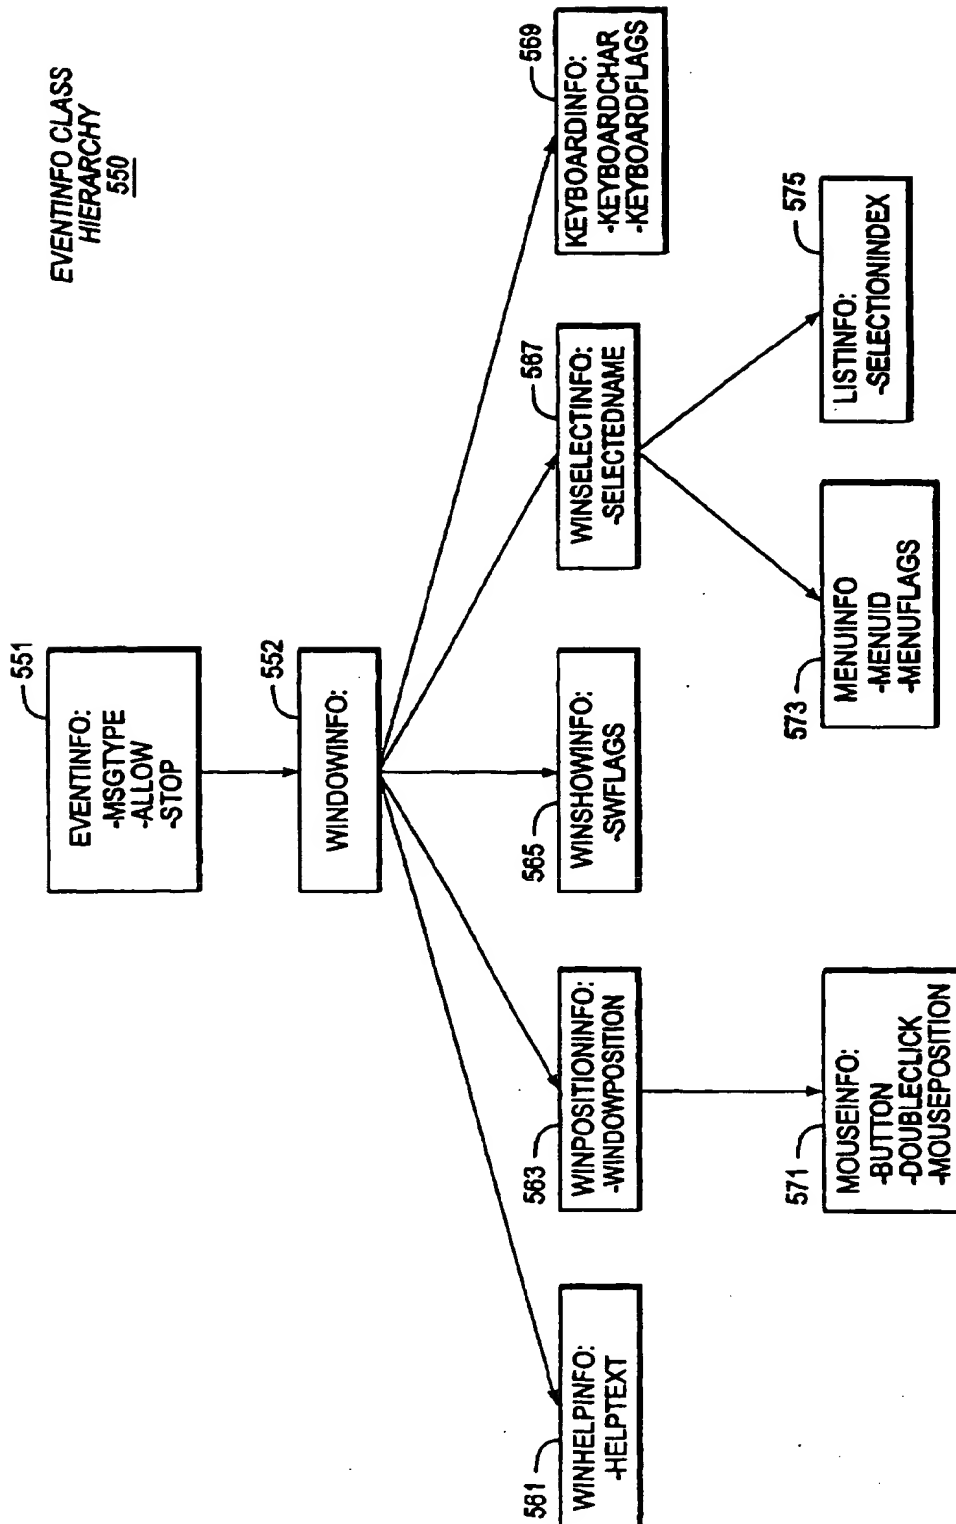 EVENTINFO CLASS
HIERARCHY
550
551
EVENTINFO:
-MSGTYPE
-ALLOW
-STOP
552
WINDOWINFO:
561
WINHELPINFO:
-HELPTEXT
563
WINPOSITIONINFO:
-WINDOWPOSITION
565
WINSHOWINFO:
-SWFLAGS
567
WINSELECTINFO:
-SELECTEDNAME
569
KEYBOARDINFO:
-KEYBOARDCHAR
-KEYBOARDFLAGS
571
MOUSEINFO:
-BUTTON
-DOUBLECLICK
-MOUSEPOSITION
573
MENUINFO
-MENUID
-MENUFLAGS
575
LISTINFO:
-SELECTIONINDEX